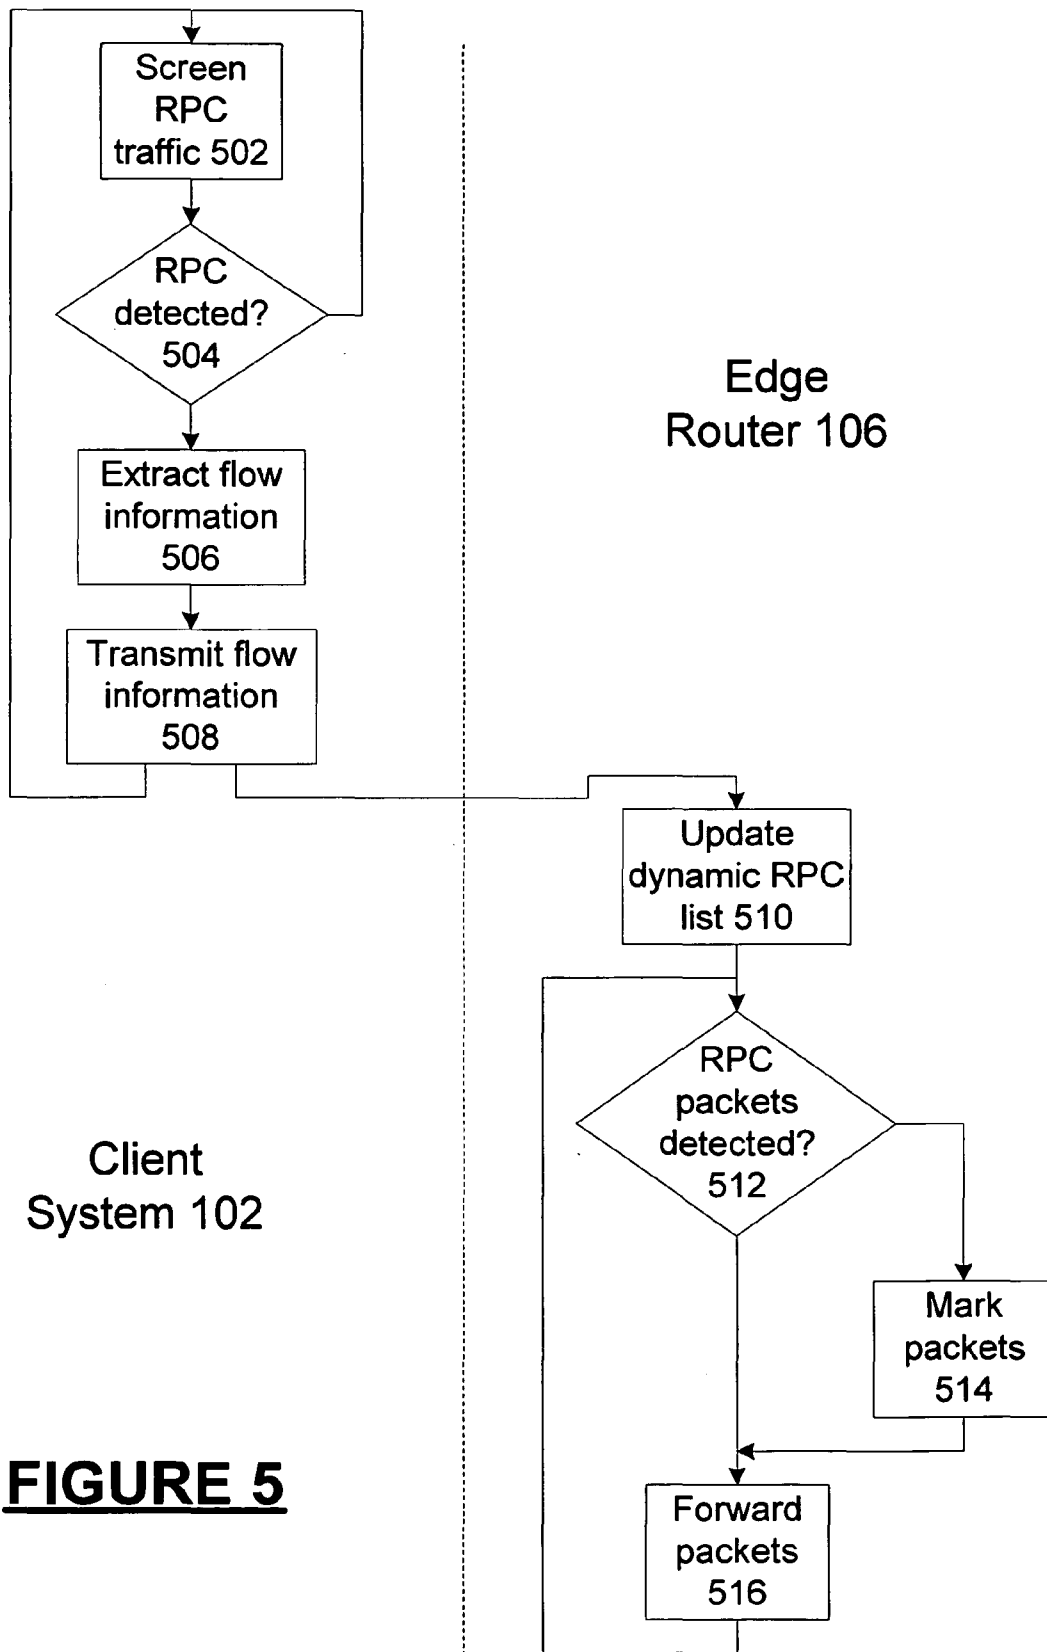 Screen
RPC
traffic 502
RPC
detected?
504
Extract flow
information
506
Transmit flow
information
508
Edge
Router 106
Update
dynamic RPC
list 510
RPC
packets
detected?
512
Client
System 102
Mark
packets
514
Forward
packets
516
FIGURE 5